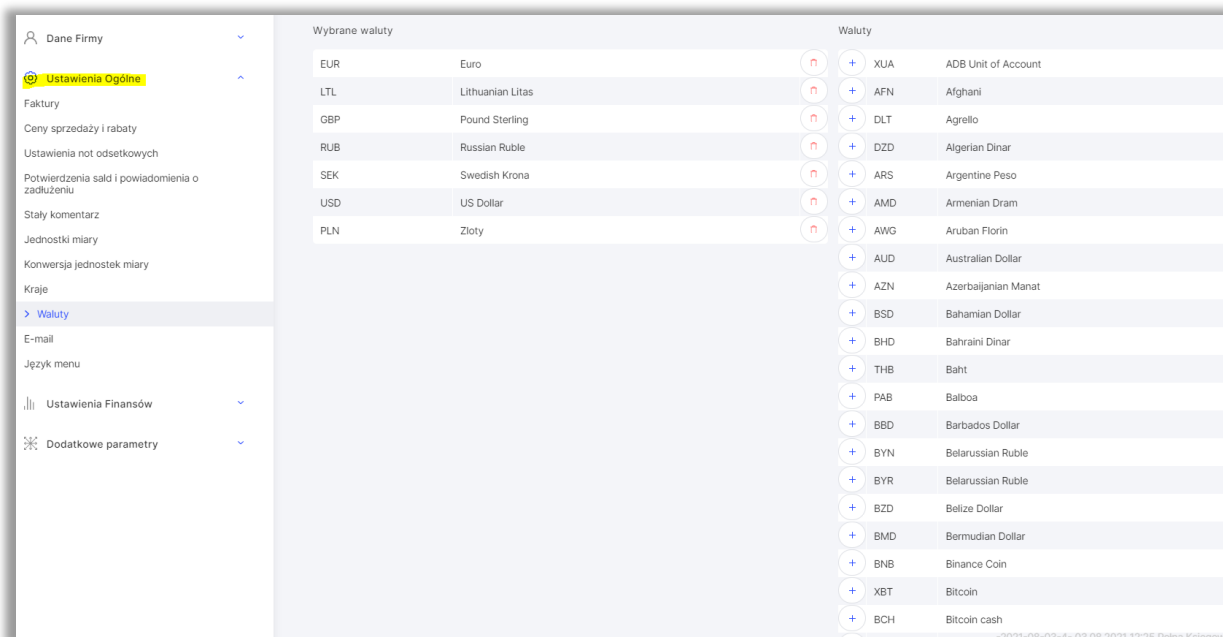 Dane Firmy
Ustawienia Ogólne
Faktury
Ceny sprzedaży i rabaty
Ustawienia not odsetkowych
Potwierdzenia sald i powiadomienia o
zadłużeniu
Stały komentarz
Jednostki miary
Konwersja jednostek miary
Kraje
> Waluty
E-mail
Język menu
Ustawienia Finansów
Dodatkowe parametry
Wybrane waluty
EUR Euro
LTL Lithuanian Litas
GBP Pound Sterling
RUB Russian Ruble
SEK Swedish Krona
USD US Dollar
PLN Zloty
Waluty
+ XUA ADB Unit of Account
+ AFN Afghani
+ DLT Agrello
+ DZD Algerian Dinar
+ ARS Argentine Peso
+ AMD Armenian Dram
+ AWG Aruban Florin
+ AUD Australian Dollar
+ AZN Azerbaijanian Manat
+ BSD Bahamian Dollar
+ BHD Bahraini Dinar
+ THB Baht
+ PAB Balboa
+ BBD Barbados Dollar
+ BYN Belarussian Ruble
+ BYR Belarussian Ruble
+ BZD Belize Dollar
+ BMD Bermudian Dollar
+ BNB Binance Coin
+ XBT Bitcoin
+ BCH Bitcoin cash